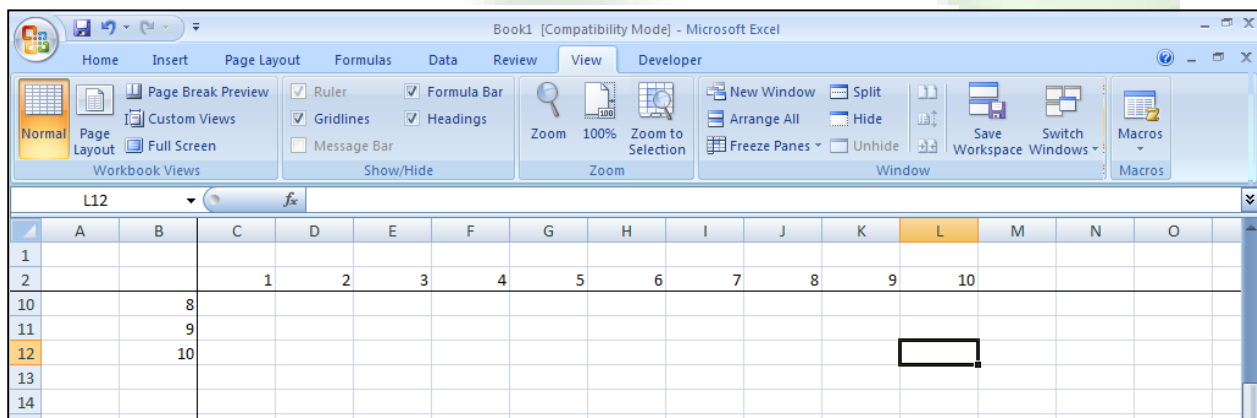 Book1 [Compatibility Mode] - Microsoft Excel
Home Insert Page Layout Formulas Data Review View Developer
Normal
Page Layout
Page Break Preview
Custom Views
Full Screen
Workbook Views
Ruler
Gridlines
Message Bar
Formula Bar
Headings
Show/Hide
Zoom
100
100%
Zoom to Selection
Zoom
New Window
Arrange All
Freeze Panes
Split
Hide
Unhide
Save Workspace
Switch Windows
Window
Macros
Macros
L12 fx
A B C D E F G H I J K L M N O
1
2 1 2 3 4 5 6 7 8 9 10
10 8
11 9
12 10
13
14